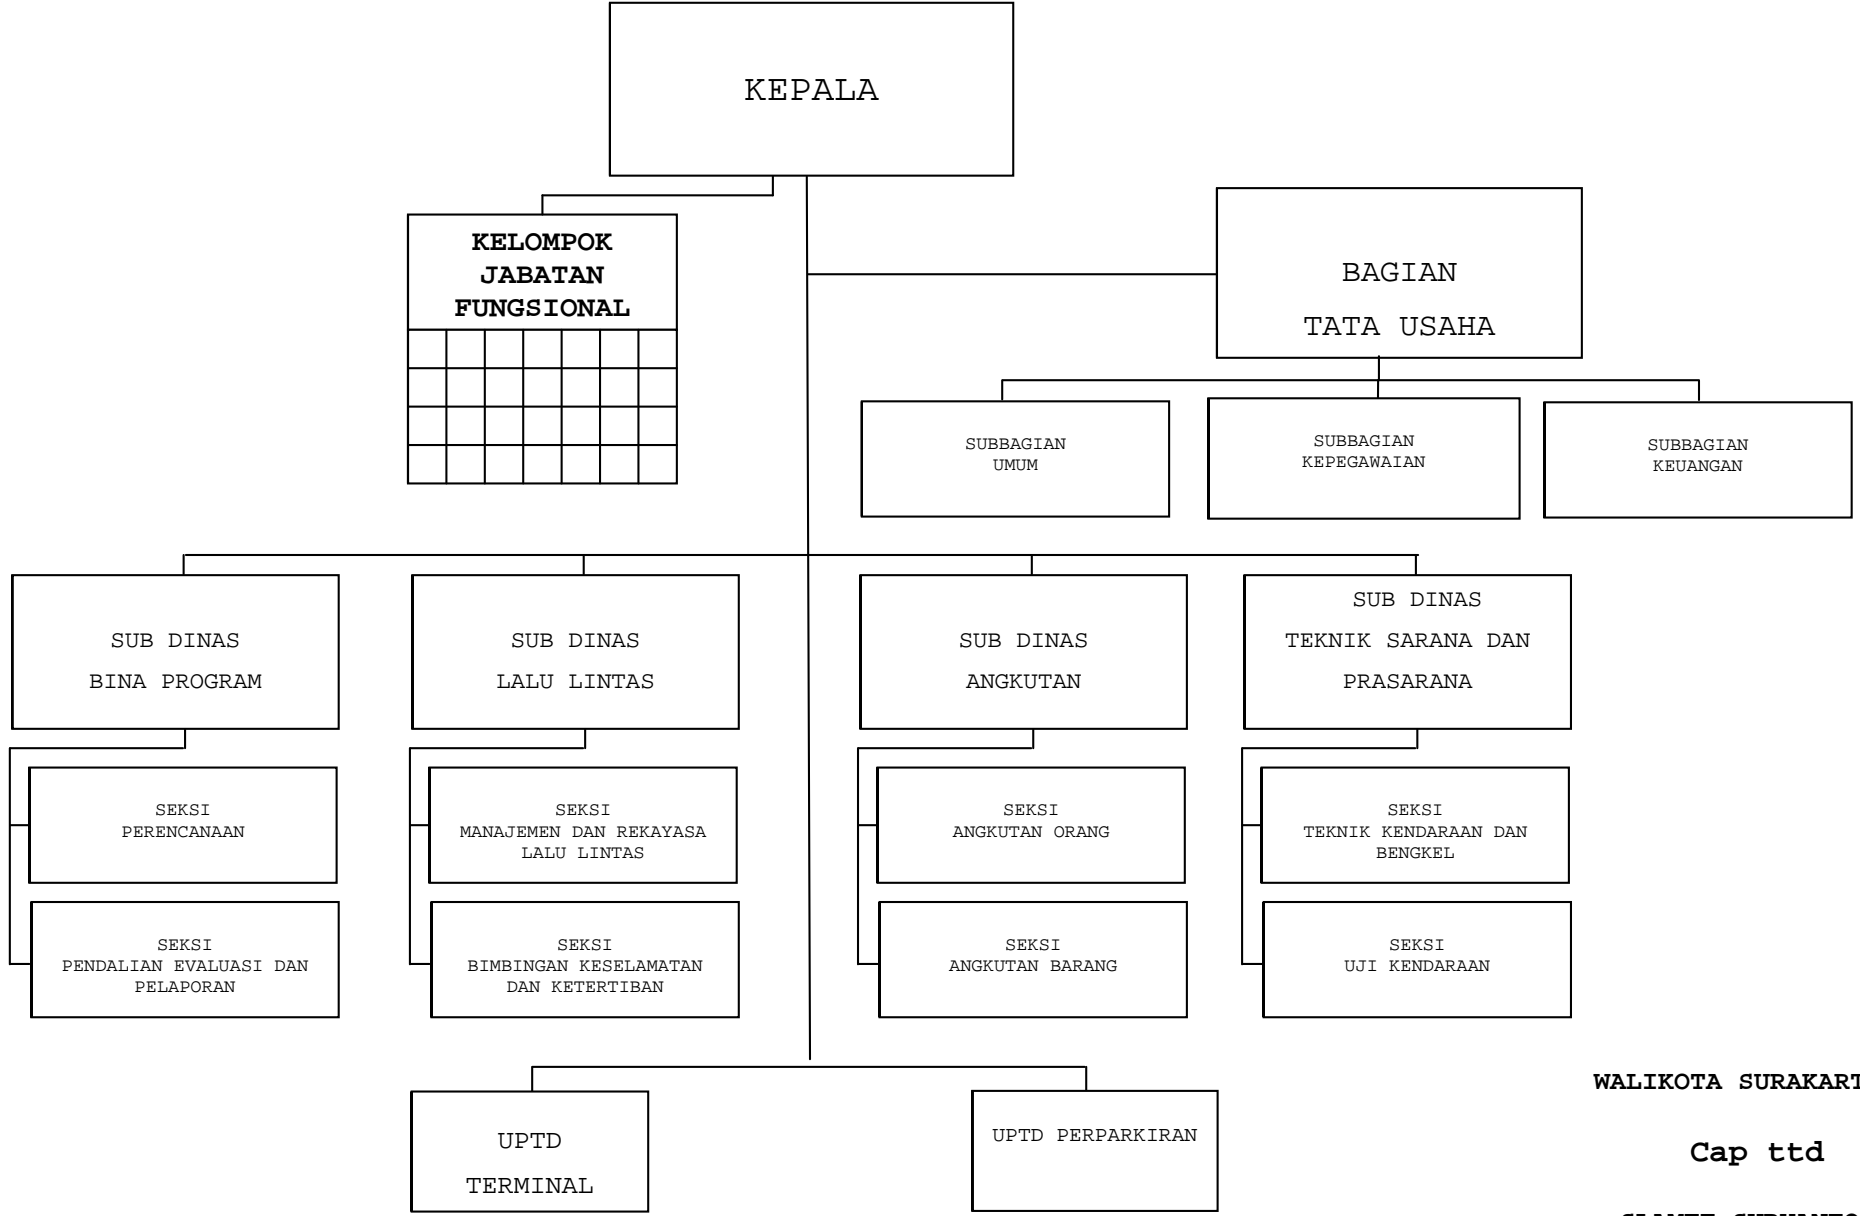 KEPALA
KELOMPOK
JABATAN
FUNGSIONAL
BAGIAN
TATA USAHA
SUBBAGIAN
UMUM
SUBBAGIAN
KEPEGAWAIAN
SUBBAGIAN
KEUANGAN
SUB DINAS
BINA PROGRAM
SUB DINAS
LALU LINTAS
SUB DINAS
ANGKUTAN
SUB DINAS
TEKNIK SARANA DAN
PRASARANA
SEKSI
PERENCANAAN
SEKSI
MANAJEMEN DAN REKAYASA
LALU LINTAS
SEKSI
ANGKUTAN ORANG
SEKSI
TEKNIK KENDARAAN DAN
BENGKEL
SEKSI
PENDALIAN EVALUASI DAN
PELAPORAN
SEKSI
BIMBINGAN KESELAMATAN
DAN KETERTIBAN
SEKSI
ANGKUTAN BARANG
SEKSI
UJI KENDARAAN
UPTD
TERMINAL
UPTD PERPARKIRAN
WALIKOTA SURAKART
Cap ttd